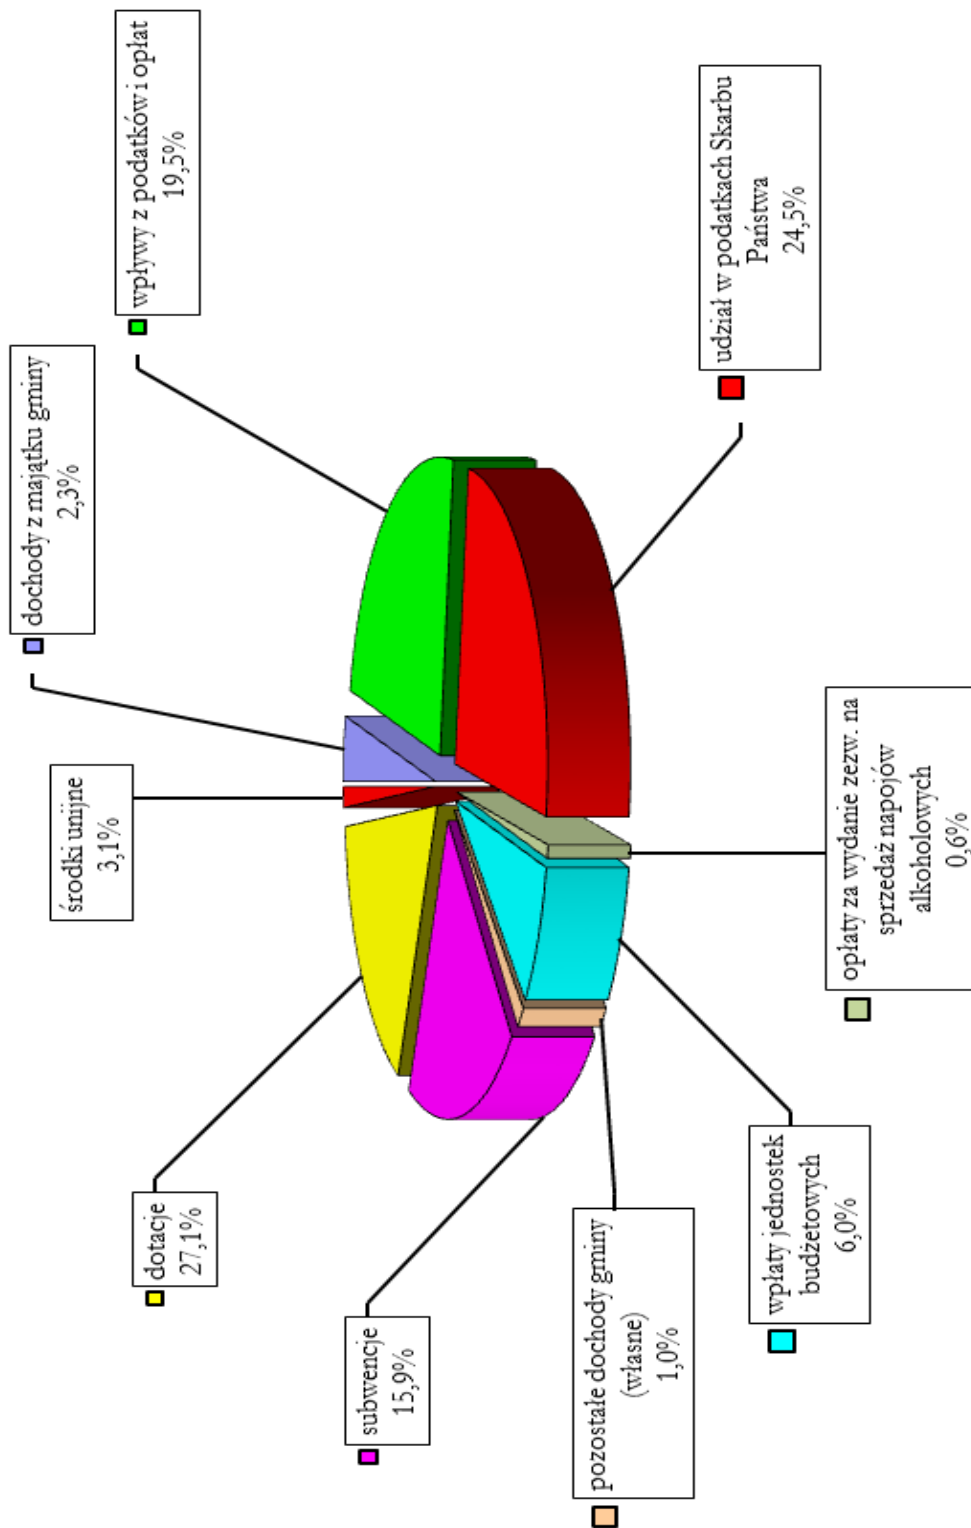 dochody z majątku gminy
2,3%
wpływy z podatków i opłat
19,5%
środki unijne
3,1%
dotacje
27,1%
subwencje
15,9%
pozostałe dochody gminy
(własne)
1,0%
wpłaty jednostek
budżetowych
6,0%
opłaty za wydanie zezw. na
sprzedaż napojów
alkoholowych
0,6%
udział w podatkach Skarbu
Państwa
24,5%